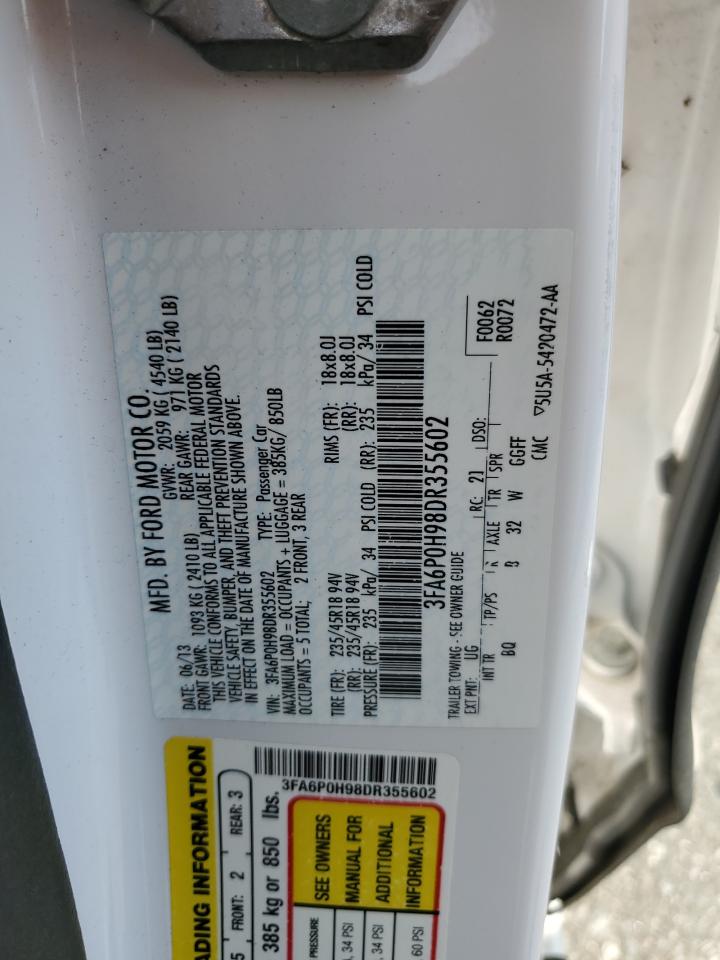 MFD. BY FORD MOTOR CO.
DATE: 06/13 GVWR: 2059 KG ( 4540 LB)
FRONT GAWR: 1093 KG ( 2410 LB) REAR GAWR: 971 KG ( 2140 LB)
THIS VEHICLE CONFORMS TO ALL APPLICABLE FEDERAL MOTOR
VEHICLE SAFETY, BUMPER, AND THEFT PREVENTION STANDARDS
IN EFFECT ON THE DATE OF MANUFACTURE SHOWN ABOVE.
VIN: 3FA6P0H98DR355602 TYPE: Passenger Car
MAXIMUM LOAD = OCCUPANTS + LUGGAGE = 385KG/ 850LB
OCCUPANTS = 5 TOTAL, 2 FRONT, 3 REAR
TIRE (FR): 235/45R18 94V RIMS (FR): 18x8.0J
(RR): 235/45R18 94V (RR): 18x8.0J
PRESSURE (FR): 235 kPa/ 34 PSI COLD (RR): 235 kPa/ 34 PSI COLD
3FA6P0H98DR355602
TRAILER TOWING - SEE OWNER GUIDE
EXT PNT: UG RC: 21 DSO: F0062
R0072
INT TR TP/PS R AXLE TR SPR
BQ B 32 W GGFF
CMC ▽5U5A-5420472-AA
ADING INFORMATION
5 FRONT: 2 REAR: 3
385 kg or 850 lbs.
3FA6P0H98DR355602
PRESSURE
, 34 PSI
, 34 PSI
60 PSI
SEE OWNERS
MANUAL FOR
ADDITIONAL
INFORMATION